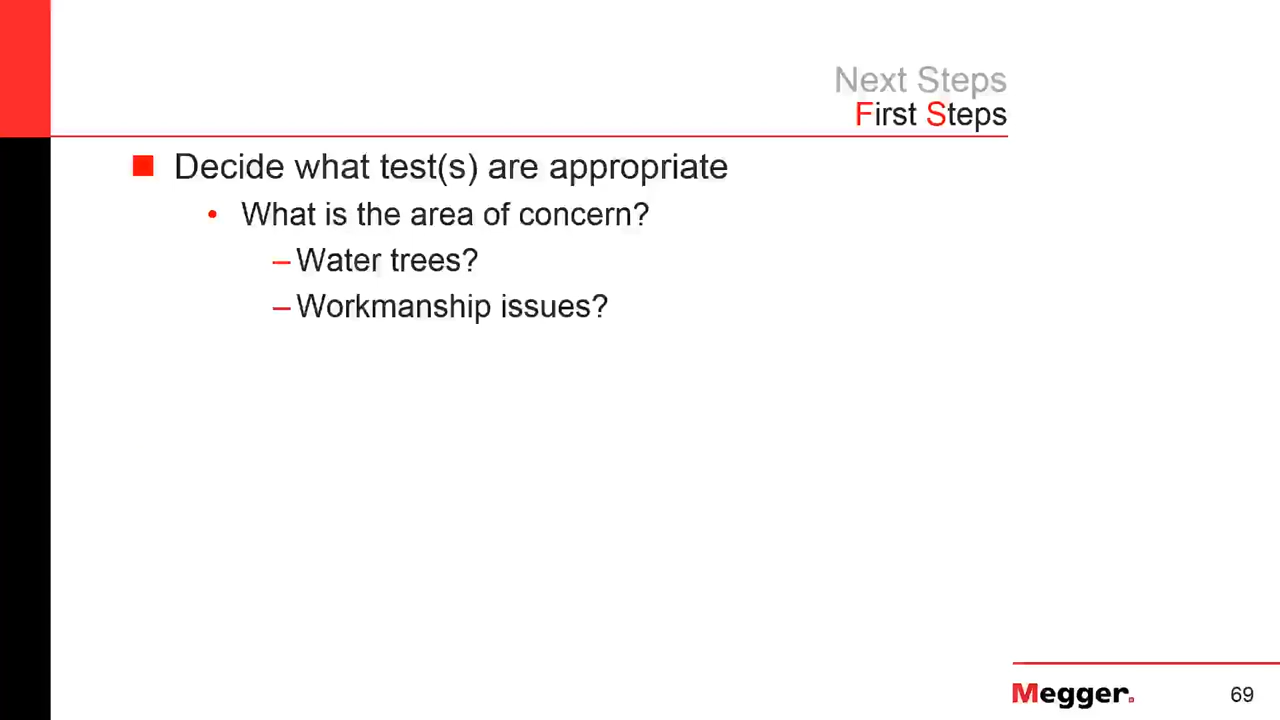 Next Steps
First Steps
Decide what test(s) are appropriate
• What is the area of concern?
– Water trees?
– Workmanship issues?
Megger.
69